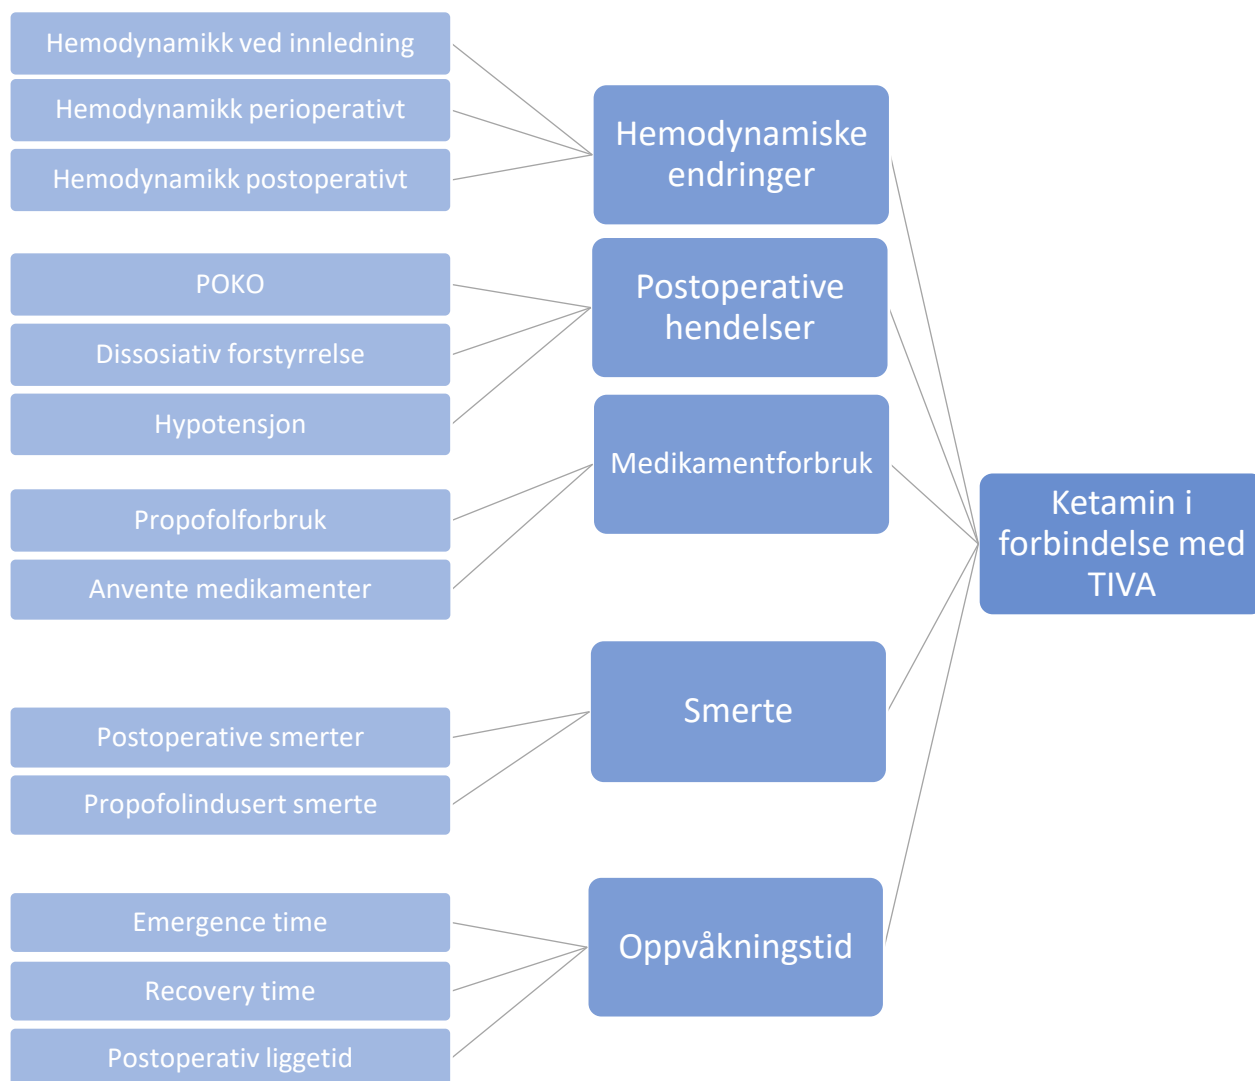 Hemodynamikk ved innledning
Hemodynamikk perioperativt
Hemodynamikk postoperativt
Hemodynamiske
endringer
POKO
Dissosiativ forstyrrelse
Hypotensjon
Postoperative
hendelser
Propofolforbruk
Anvente medikamenter
Medikamentforbruk
Postoperative smerter
Propofolindusert smerte
Smerte
Emergence time
Recovery time
Postoperativ liggetid
Oppvåkningstid
Ketamin i
forbindelse med
TIVA